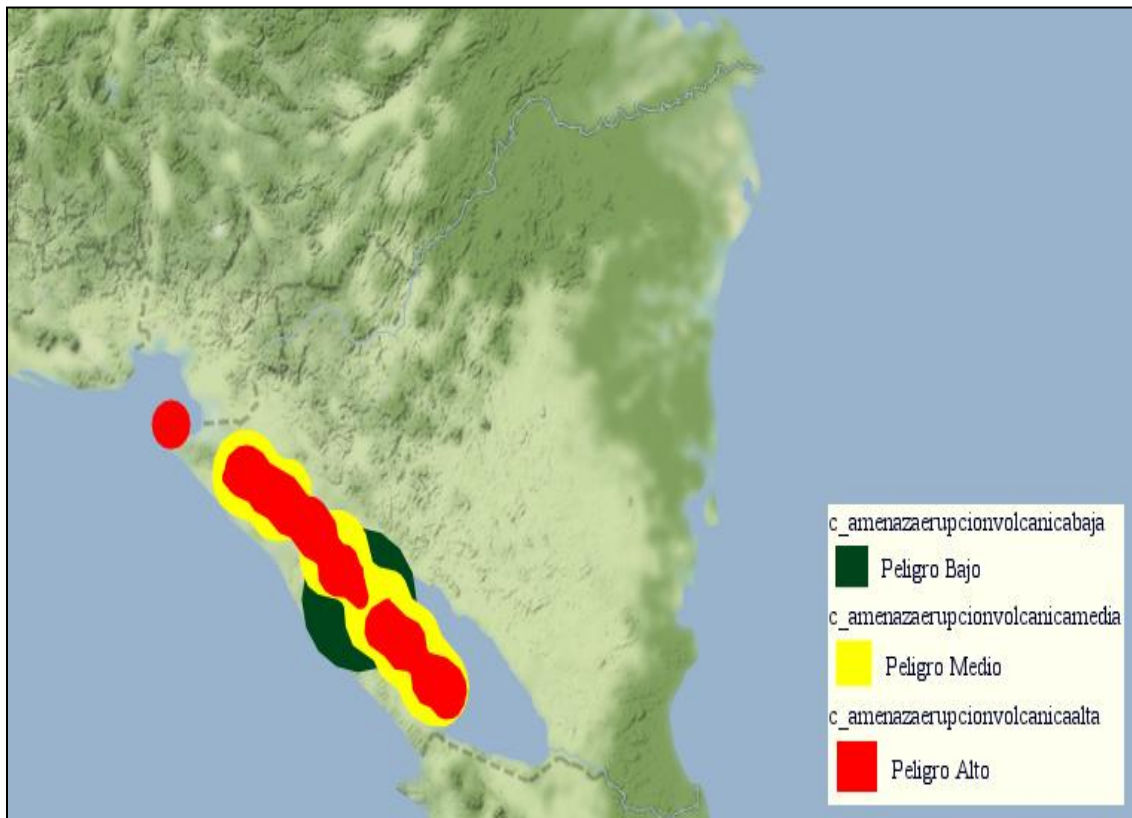 c_amenazaerupcionvolcanicabaja
Peligro Bajo
c_amenazaerupcionvolcanicamedia
Peligro Medio
c_amenazaerupcionvolcanicaalta
Peligro Alto